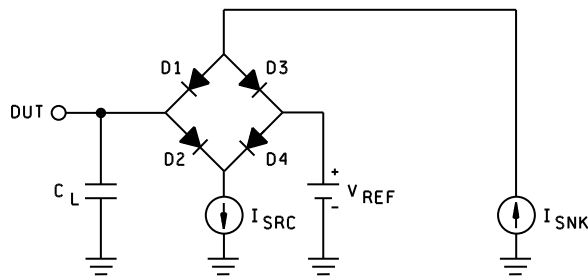 D1
D3
DUT
D2
D4
C L
I SRC
+
V REF
-
I SNK